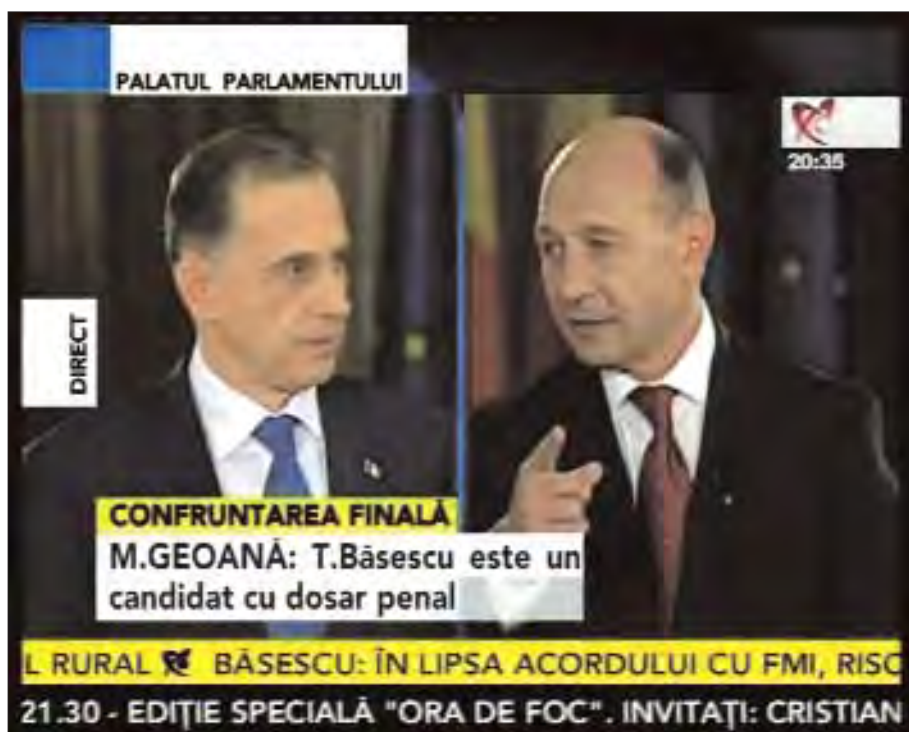 PALATUL PARLAMENTULUI
20:35
DIRECT
CONFRUNTAREA FINALĂ
M.GEOANĂ: T.Băsescu este un
candidat cu dosar penal
L RURAL BĂSESCU: ÎN LIPSA ACORDULUI CU FMI, RISC
21.30 - EDIȚIE SPECIALĂ "ORA DE FOC". INVITAȚI: CRISTIAN